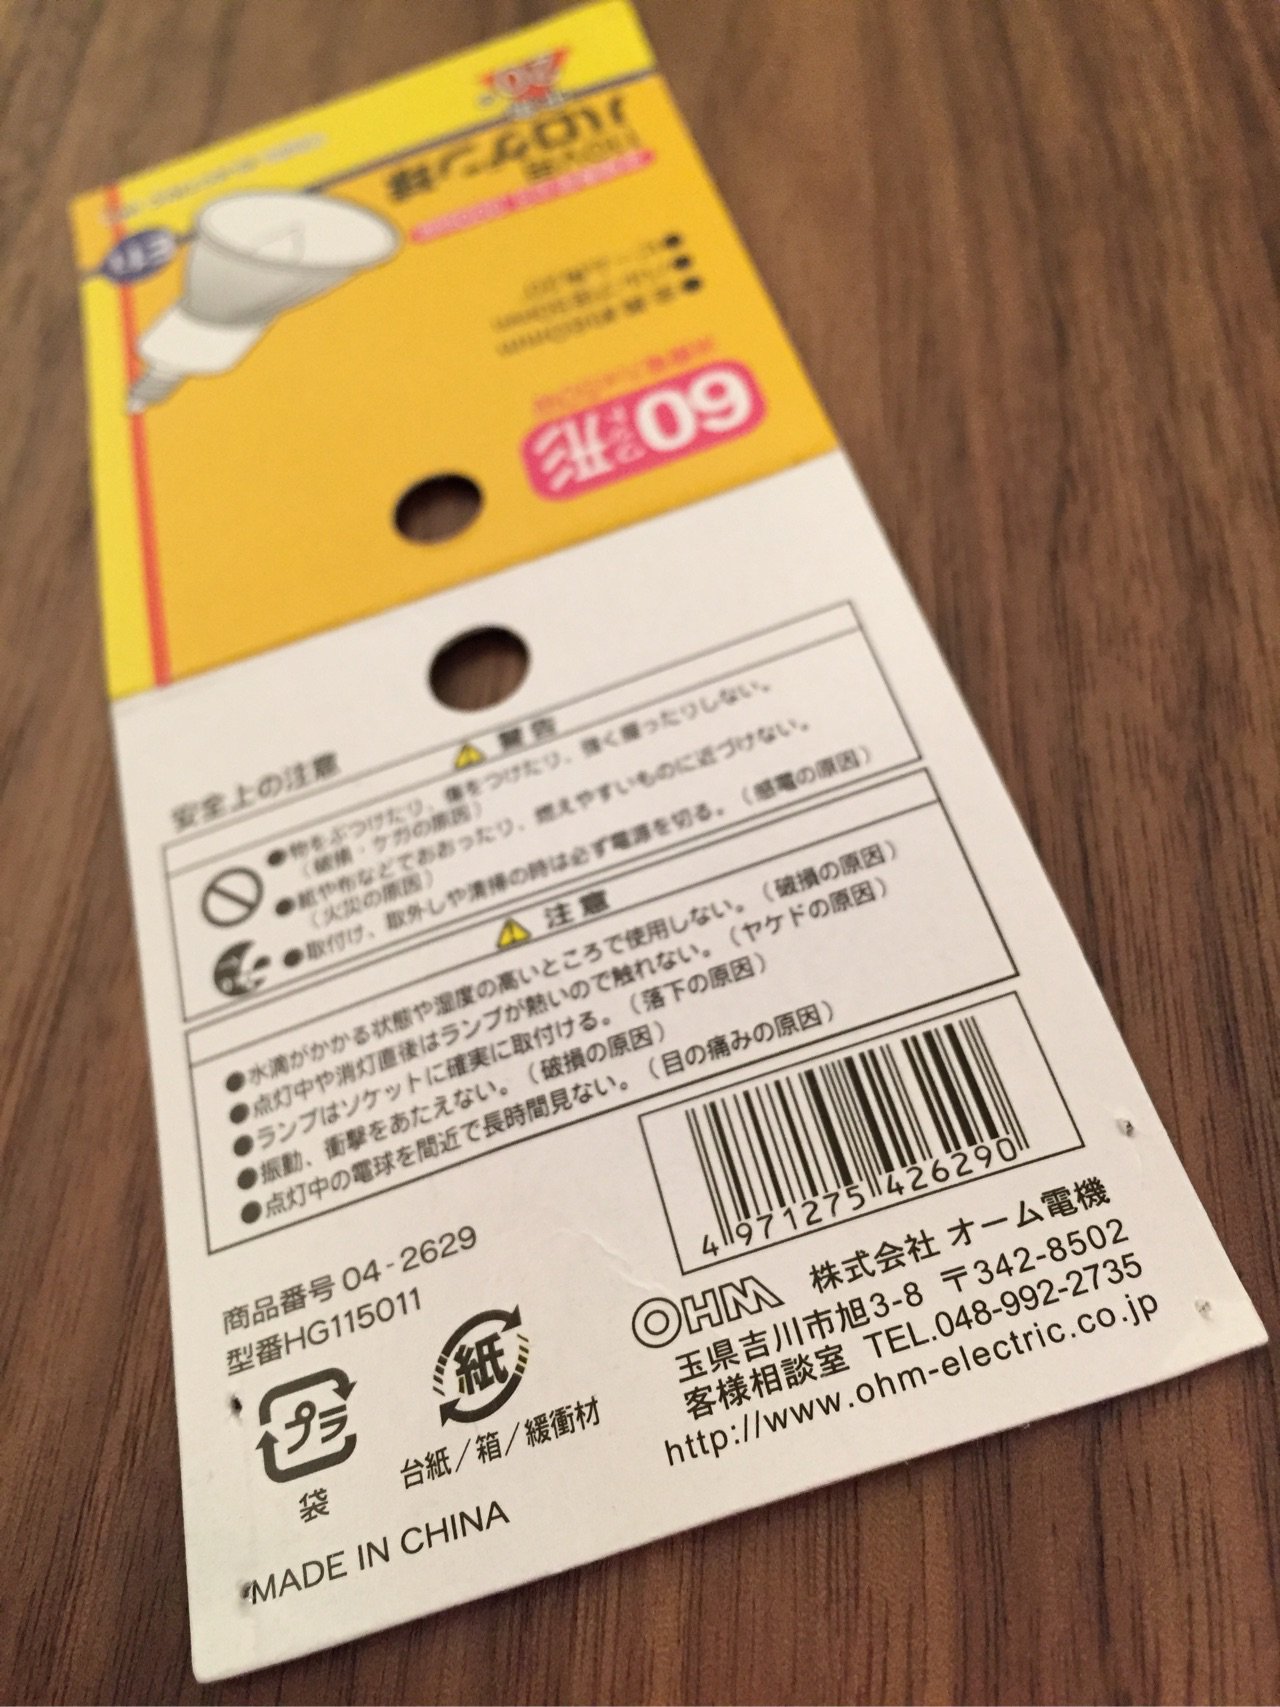 ハロゲン球
60ワット形
安全上の注意
警告
●物をぶつけたり、傷をつけたり、強く擦ったりしない。
（破損・ケガの原因）
●紙や布などでおおったり、燃えやすいものに近づけない。
（火災の原因）
●取付け、取外しや清掃の時は必ず電源を切る。（感電の原因）
注意
●水滴がかかる状態や湿度の高いところで使用しない。（破損の原因）
●点灯中や消灯直後はランプが熱いので触れない。（ヤケドの原因）
●ランプはソケットに確実に取付ける。（落下の原因）
●振動、衝撃をあたえない。（破損の原因）
●点灯中の電球を間近で長時間見ない。（目の痛みの原因）
4971275426290
商品番号 04-2629
型番HG115011
プラ
袋
紙
台紙／箱／緩衝材
MADE IN CHINA
OHM 株式会社 オーム電機
玉県吉川市旭3-8 〒342-8502
客様相談室 TEL.048-992-2735
http://www.ohm-electric.co.jp